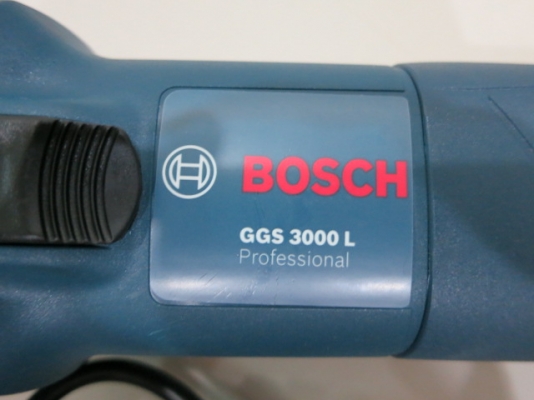 BOSCH
GGS 3000 L
Professional